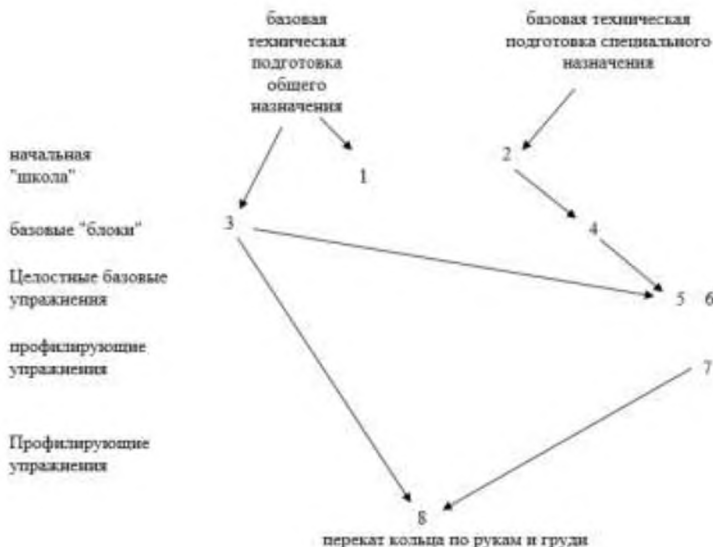 базовая
техническая
подготовка
общего
назначения
базовая техническая
подготовка специального
назначения
начальная
"школа"
1
2
базовые "блоки"
3
4
Целостные базовые
упражнения
5
6
профилирующие
упражнения
7
Профилирующие
упражнения
8
перекат кольца по рукам и груди